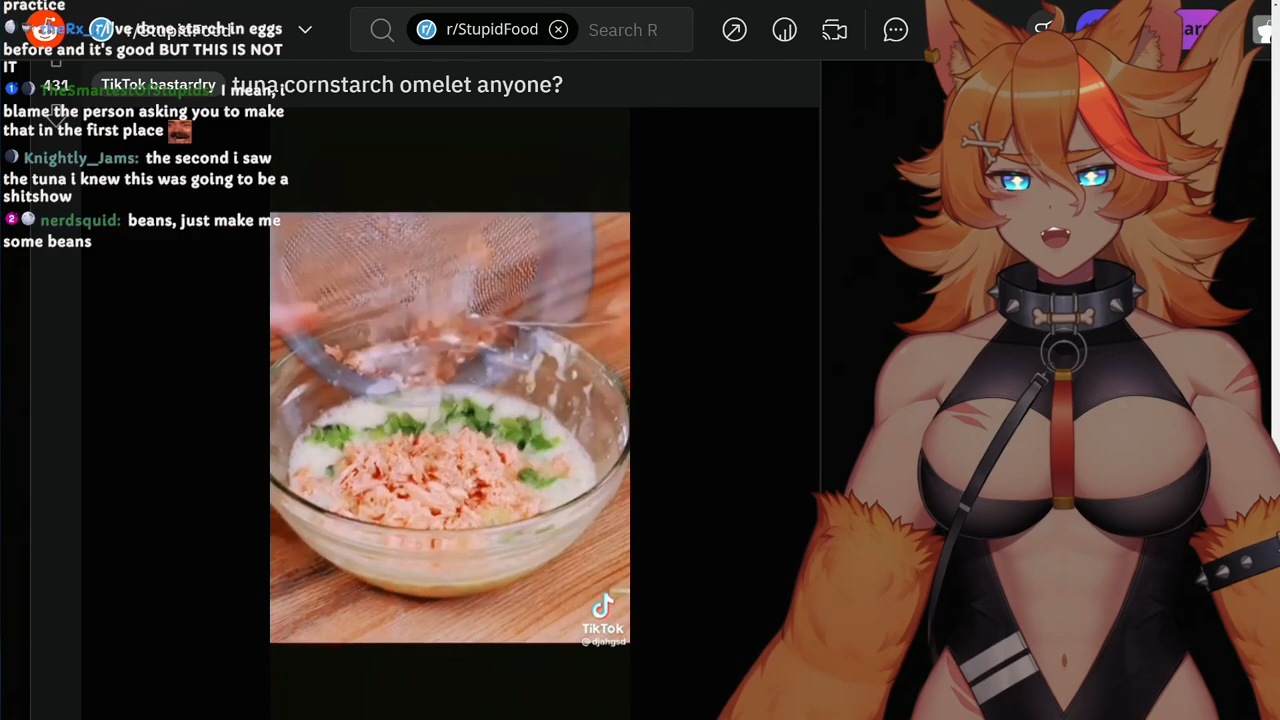 practice
r/StupidFood
Search R
I've done starch in eggs
before and it's good BUT THIS IS NOT
IT
431
TikTok bastardry
tuna cornstarch omelet anyone?
TheSmartestOfStupids: I mean, i
blame the person asking you to make
that in the first place
Knightly_Jams: the second i saw
the tuna i knew this was going to be a
shitshow
nerdsquid: beans, just make me
some beans
TikTok
@djahgsd